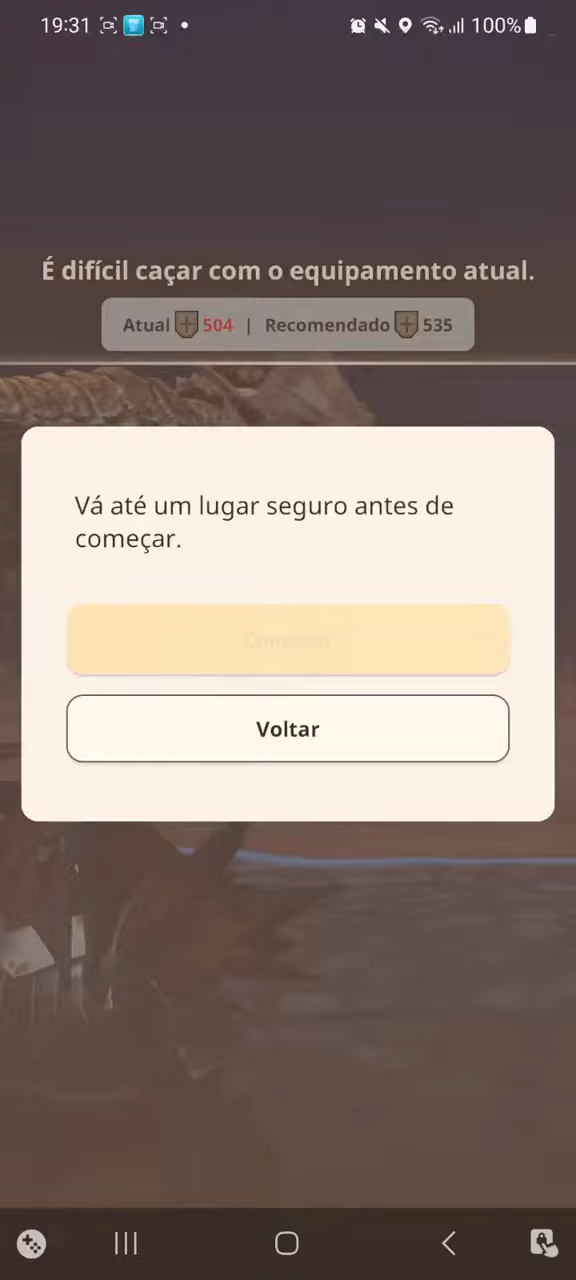 19:31 100%
É difícil caçar com o equipamento atual.
Atual 504 | Recomendado 535
Vá até um lugar seguro antes de
começar.
Voltar